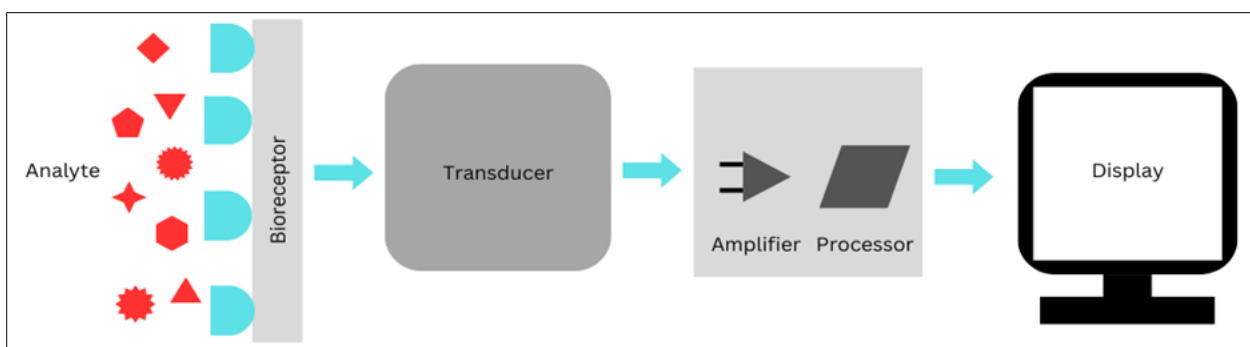 Analyte
Bioreceptor
Transducer
Amplifier
Processor
Display